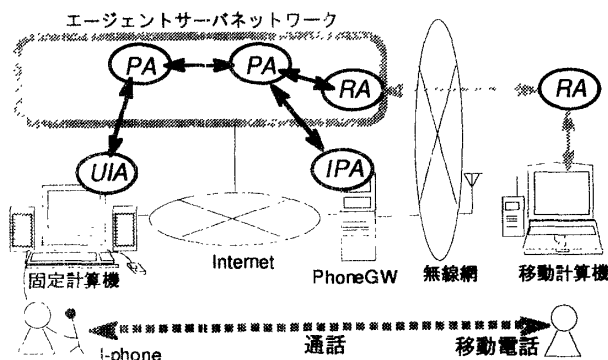 エージェントサーバネットワーク
PA
PA
RA
RA
UIA
IPA
Internet
PhoneGW
無線網
移動計算機
固定計算機
I-phone
通話
移動電話